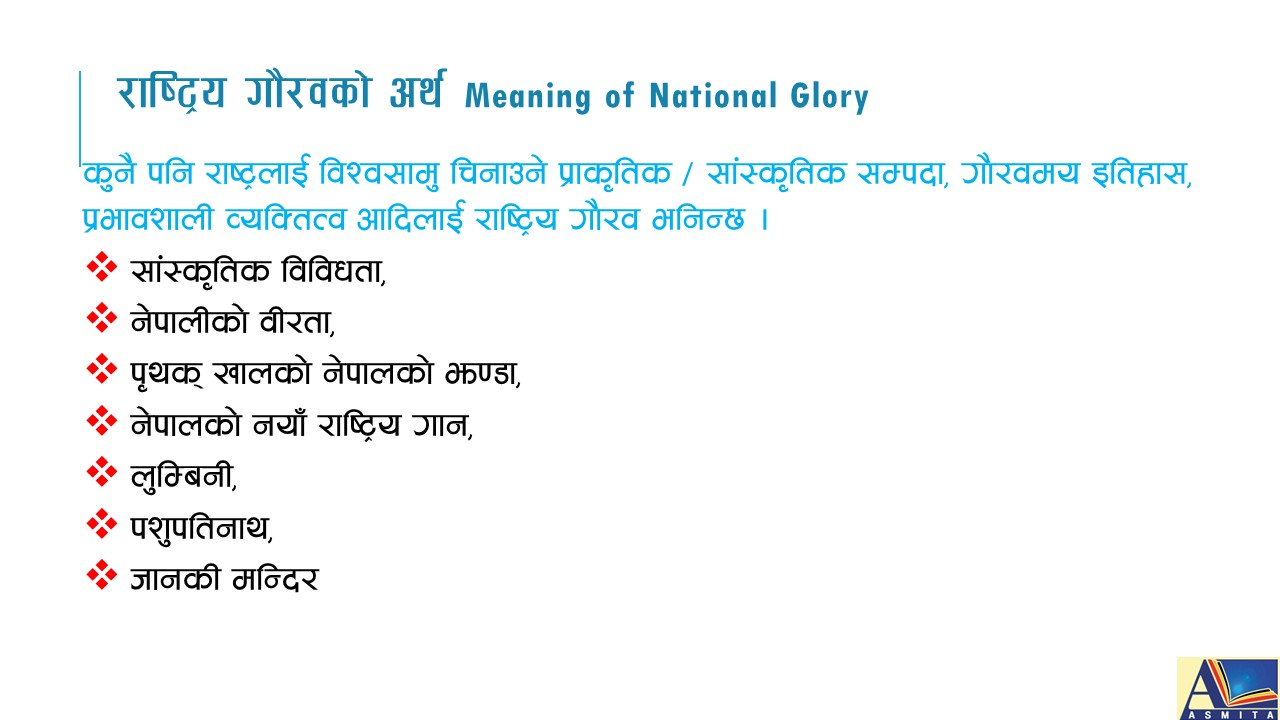 राष्ट्रिय गौरवको अर्थ Meaning of National Glory
कुनै पनि राष्ट्रलाई विश्वसामु चिनाउने प्राकृतिक / सांस्कृतिक सम्पदा, गौरवमय इतिहास,
प्रभावशाली व्यक्तित्व आदिलाई राष्ट्रिय गौरव भनिन्छ ।
❖ सांस्कृतिक विविधता,
❖ नेपालीको वीरता,
❖ पृथक् खालको नेपालको झण्डा,
❖ नेपालको नयाँ राष्ट्रिय गान,
❖ लुम्बिनी,
❖ पशुपतिनाथ,
❖ जानकी मन्दिर
ASMITA